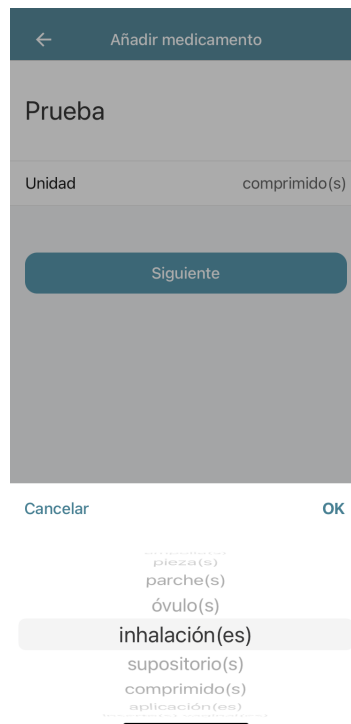 Añadir medicamento
Prueba
Unidad comprimido(s)
Siguiente
Cancelar OK
pieza(s)
parche(s)
óvulo(s)
inhalación(es)
supositorio(s)
comprimido(s)
aplicación(es)